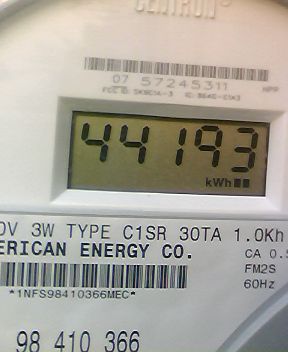 CENTRON®
07 57245311
44193
kWh
0V 3W TYPE C1SR 30TA 1.0Kh
ERICAN ENERGY CO.
CA 0.5
FM2S
60Hz
*1NFS98410366MEC*
98 410 366